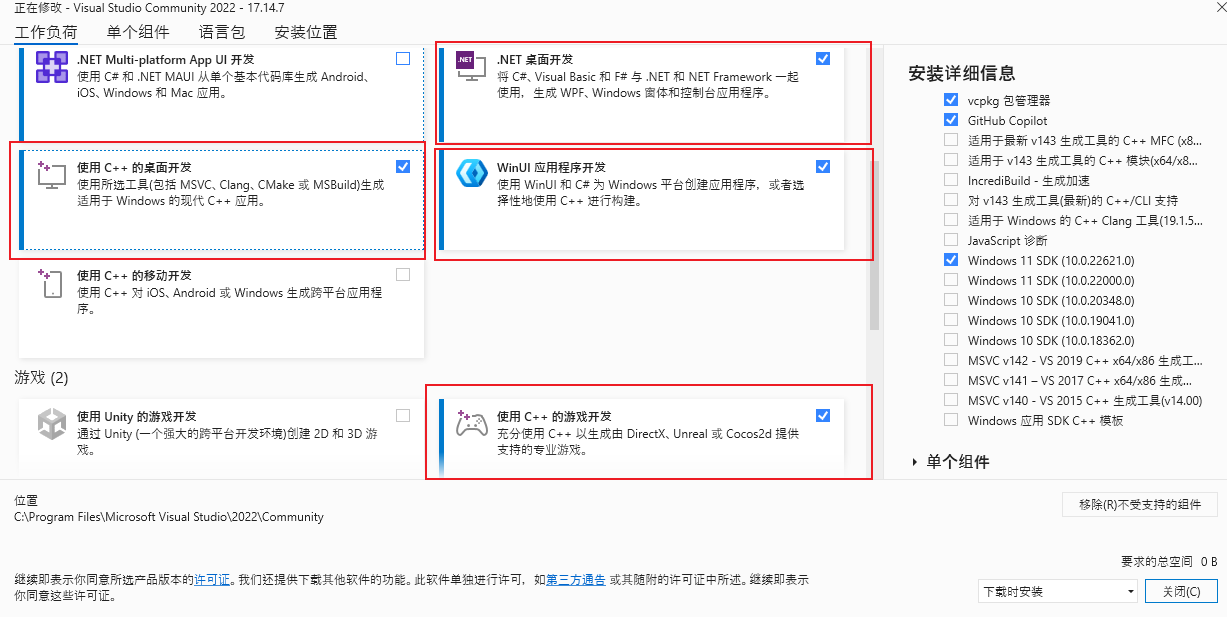 正在修改 - Visual Studio Community 2022 - 17.14.7
工作负荷 单个组件 语言包 安装位置
.NET Multi-platform App UI 开发
使用 C# 和 .NET MAUI 从单个基本代码库生成 Android、
iOS、Windows 和 Mac 应用。
.NET
.NET 桌面开发
将 C#、Visual Basic 和 F# 与 .NET 和 NET Framework 一起
使用，生成 WPF、Windows 窗体和控制台应用程序。
使用 C++ 的桌面开发
使用所选工具(包括 MSVC、Clang、CMake 或 MSBuild)生成
适用于 Windows 的现代 C++ 应用。
WinUI 应用程序开发
使用 WinUI 和 C# 为 Windows 平台创建应用程序，或者选
择性地使用 C++ 进行构建。
使用 C++ 的移动开发
使用 C++ 对 iOS、Android 或 Windows 生成跨平台应用程
序。
游戏 (2)
使用 Unity 的游戏开发
通过 Unity (一个强大的跨平台开发环境)创建 2D 和 3D 游
戏。
使用 C++ 的游戏开发
充分使用 C++ 以生成由 DirectX、Unreal 或 Cocos2d 提供
支持的专业游戏。
安装详细信息
vcpkg 包管理器
GitHub Copilot
适用于最新 v143 生成工具的 C++ MFC (x8...
适用于 v143 生成工具的 C++ 模块(x64/x8...
IncrediBuild - 生成加速
对 v143 生成工具(最新)的 C++/CLI 支持
适用于 Windows 的 C++ Clang 工具(19.1.5...
JavaScript 诊断
Windows 11 SDK (10.0.22621.0)
Windows 11 SDK (10.0.22000.0)
Windows 10 SDK (10.0.20348.0)
Windows 10 SDK (10.0.19041.0)
Windows 10 SDK (10.0.18362.0)
MSVC v142 - VS 2019 C++ x64/x86 生成工...
MSVC v141 – VS 2017 C++ x64/x86 生成...
MSVC v140 - VS 2015 C++ 生成工具(v14.00)
Windows 应用 SDK C++ 模板
单个组件
位置
C:\Program Files\Microsoft Visual Studio\2022\Community
移除(R)不受支持的组件
要求的总空间 0 B
继续即表示你同意所选产品版本的许可证。我们还提供下载其他软件的功能。此软件单独进行许可，如第三方通告 或其随附的许可证中所述。继续即表示
你同意这些许可证。
下载时安装
关闭(C)